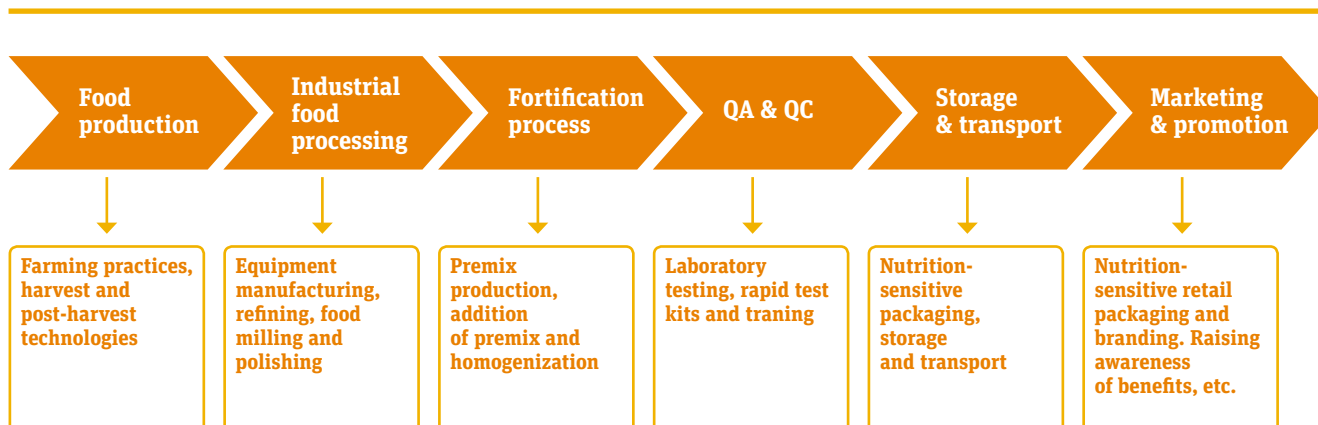 Food
production
Industrial
food
processing
Fortification
process
QA & QC
Storage
& transport
Marketing
& promotion
Farming practices,
harvest and
post-harvest
technologies
Equipment
manufacturing,
refining, food
milling and
polishing
Premix
production,
addition
of premix and
homogenization
Laboratory
testing, rapid test
kits and traning
Nutrition-
sensitive
packaging,
storage
and transport
Nutrition-
sensitive retail
packaging and
branding. Raising
awareness
of benefits, etc.